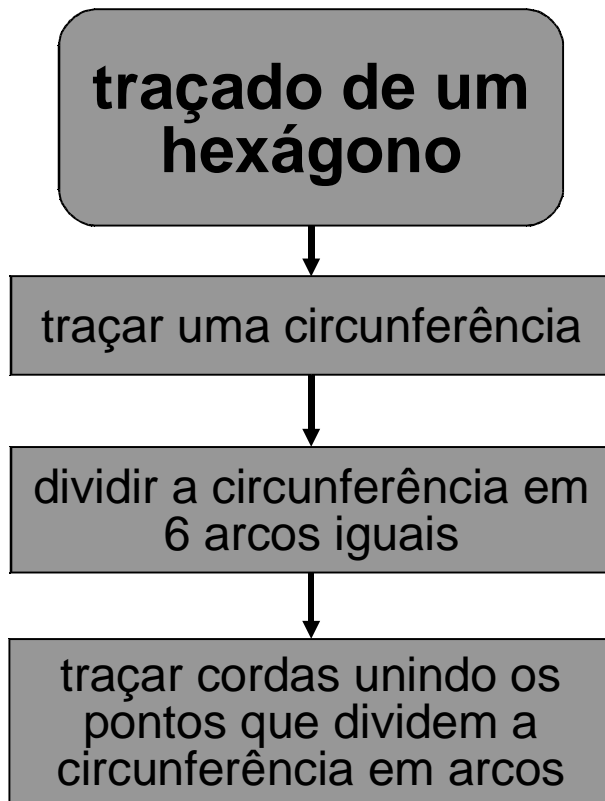 traçado de um
hexágono
traçar uma circunferência
dividir a circunferência em
6 arcos iguais
traçar cordas unindo os
pontos que dividem a
circunferência em arcos